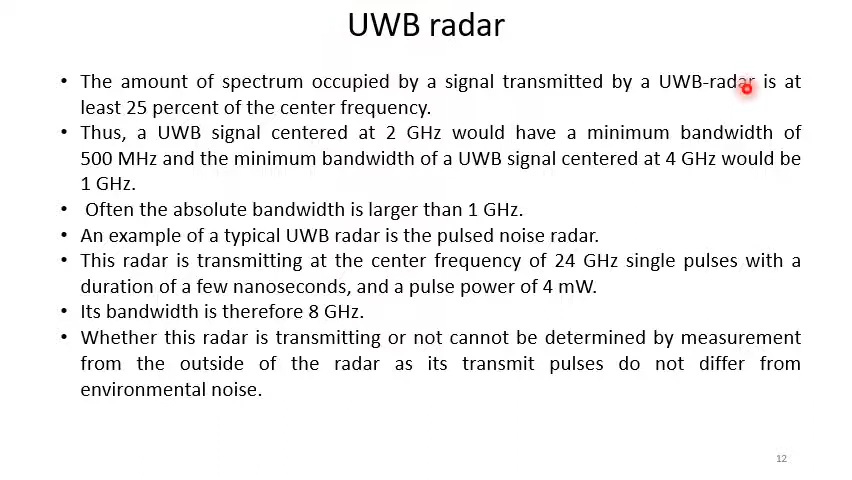 UWB radar
• The amount of spectrum occupied by a signal transmitted by a UWB-radar is at
least 25 percent of the center frequency.
• Thus, a UWB signal centered at 2 GHz would have a minimum bandwidth of
500 MHz and the minimum bandwidth of a UWB signal centered at 4 GHz would be
1 GHz.
• Often the absolute bandwidth is larger than 1 GHz.
• An example of a typical UWB radar is the pulsed noise radar.
• This radar is transmitting at the center frequency of 24 GHz single pulses with a
duration of a few nanoseconds, and a pulse power of 4 mW.
• Its bandwidth is therefore 8 GHz.
• Whether this radar is transmitting or not cannot be determined by measurement
from the outside of the radar as its transmit pulses do not differ from
environmental noise.
12